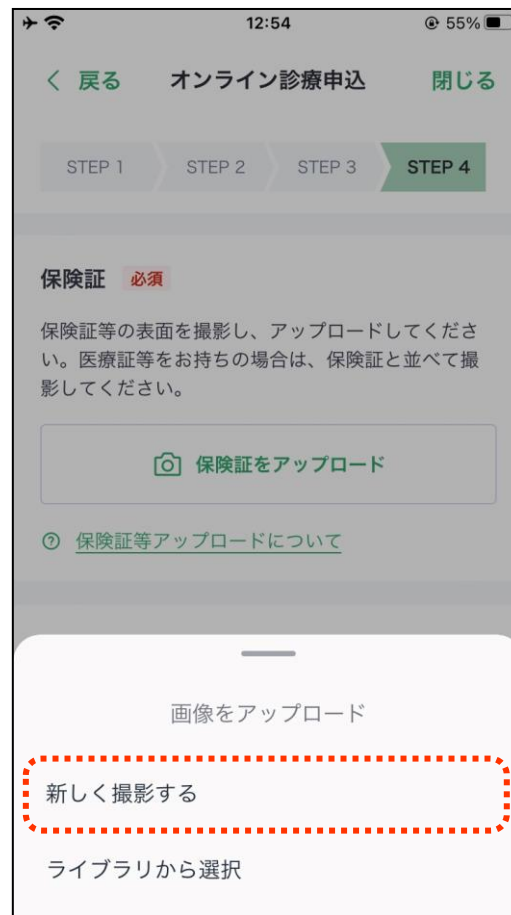 12:54
55%
戻る
オンライン診療申込
閉じる
STEP 1
STEP 2
STEP 3
STEP 4
保険証 必須
保険証等の表面を撮影し、アップロードしてくださ
い。医療証等をお持ちの場合は、保険証と並べて撮
影してください。
保険証をアップロード
保険証等アップロードについて
画像をアップロード
新しく撮影する
ライブラリから選択